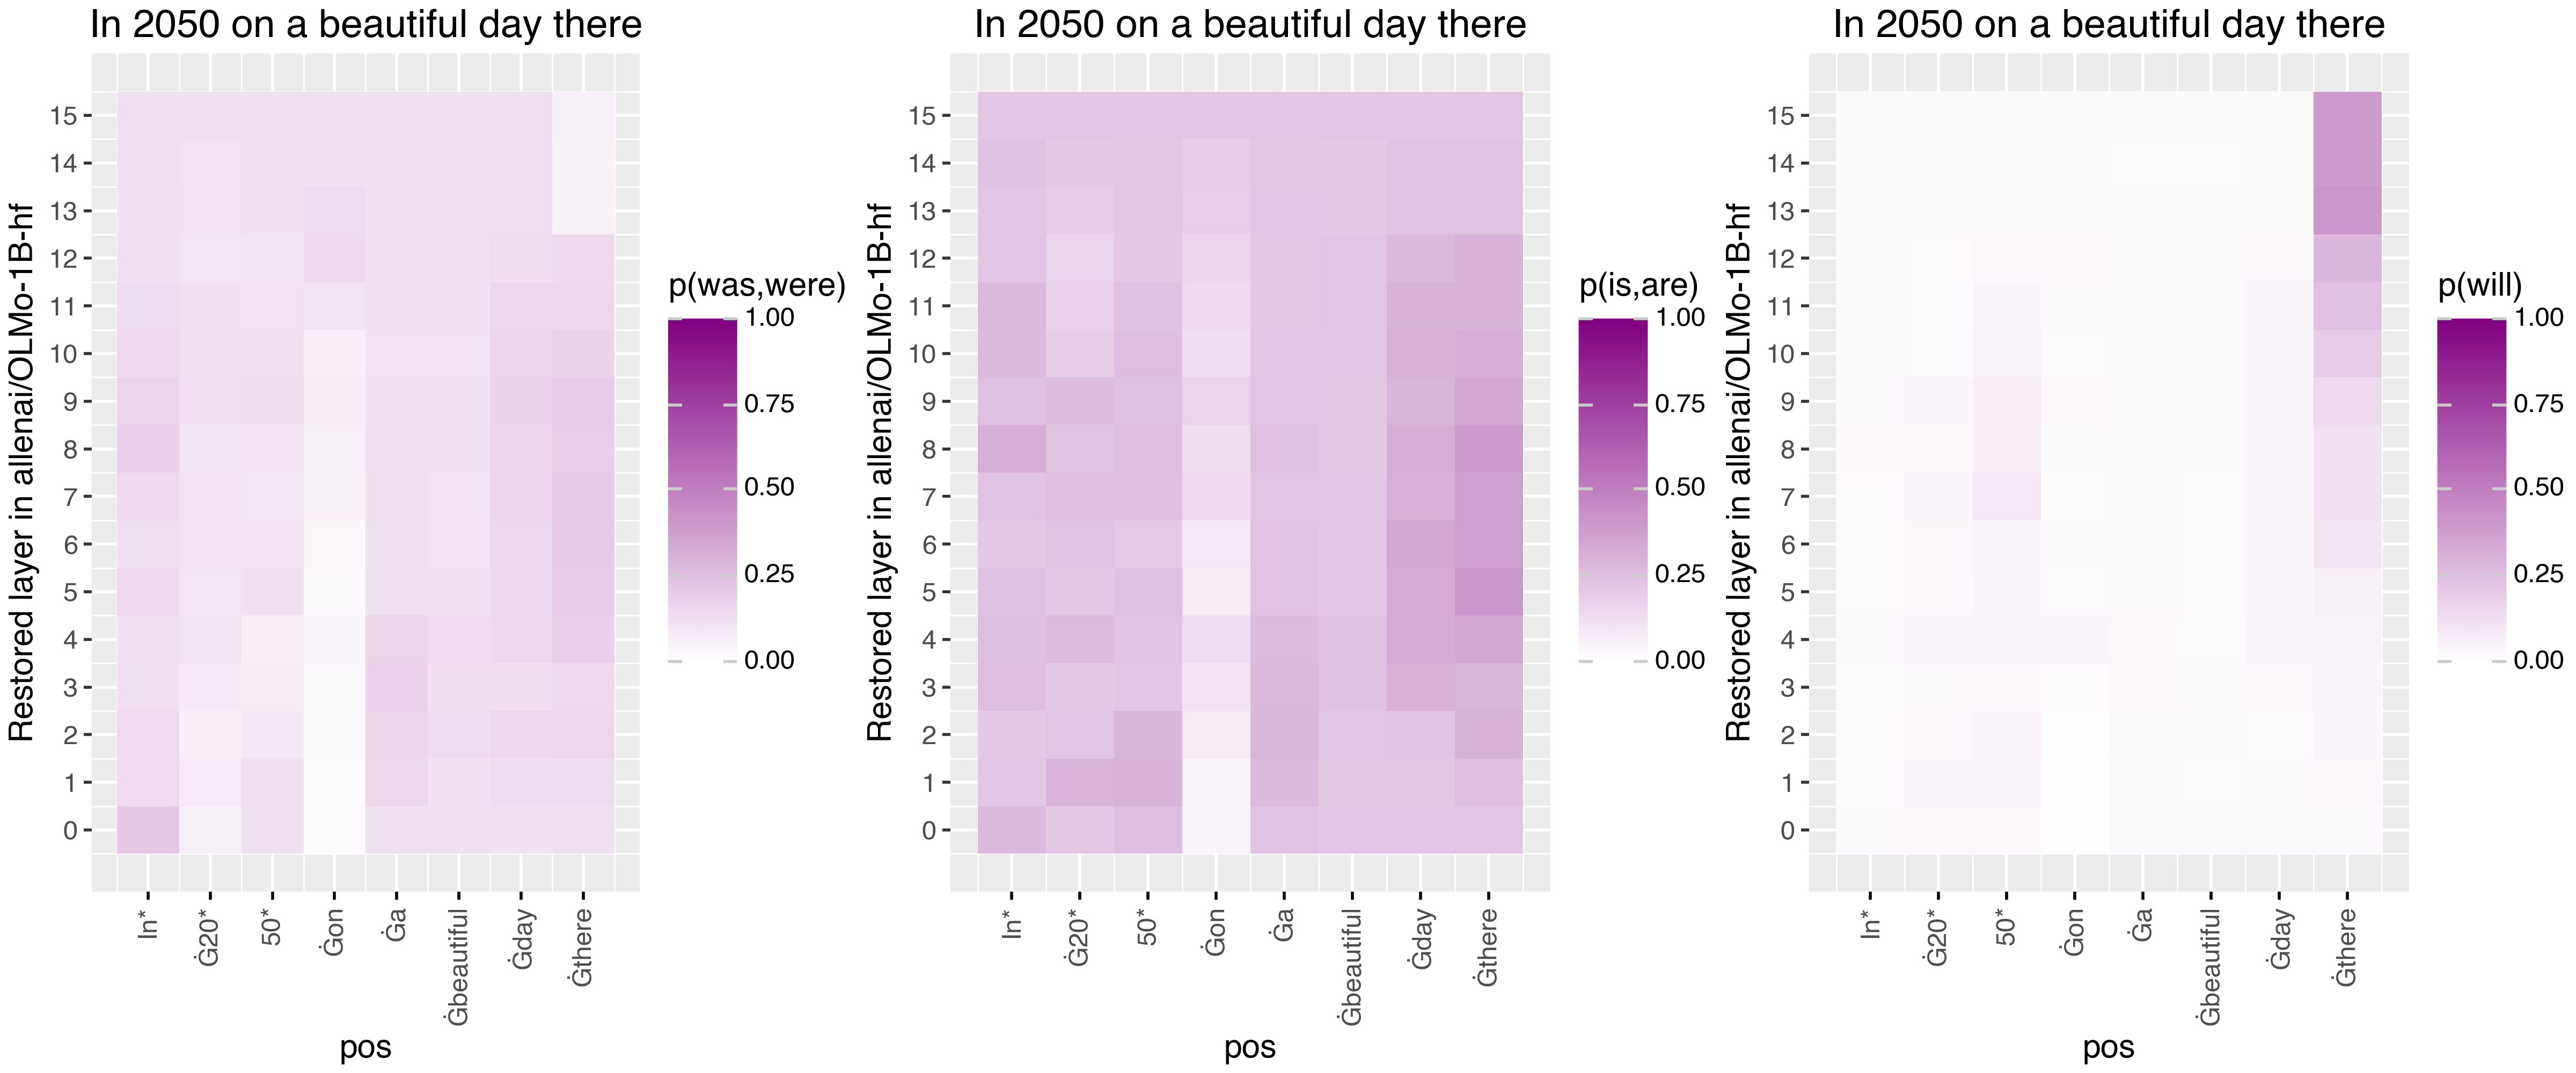 In 2050 on a beautiful day there
Restored layer in allenai/OLMo-1B-hf
15
14
13
12
11
10
9
8
7
6
5
4
3
2
1
0
In*
Ġ20*
50*
Ġon
Ġa
Ġbeautiful
Ġday
Ġthere
pos
p(was,were)
1.00
0.75
0.50
0.25
0.00
In 2050 on a beautiful day there
Restored layer in allenai/OLMo-1B-hf
15
14
13
12
11
10
9
8
7
6
5
4
3
2
1
0
In*
Ġ20*
50*
Ġon
Ġa
Ġbeautiful
Ġday
Ġthere
pos
p(is,are)
1.00
0.75
0.50
0.25
0.00
In 2050 on a beautiful day there
Restored layer in allenai/OLMo-1B-hf
15
14
13
12
11
10
9
8
7
6
5
4
3
2
1
0
In*
Ġ20*
50*
Ġon
Ġa
Ġbeautiful
Ġday
Ġthere
pos
p(will)
1.00
0.75
0.50
0.25
0.00